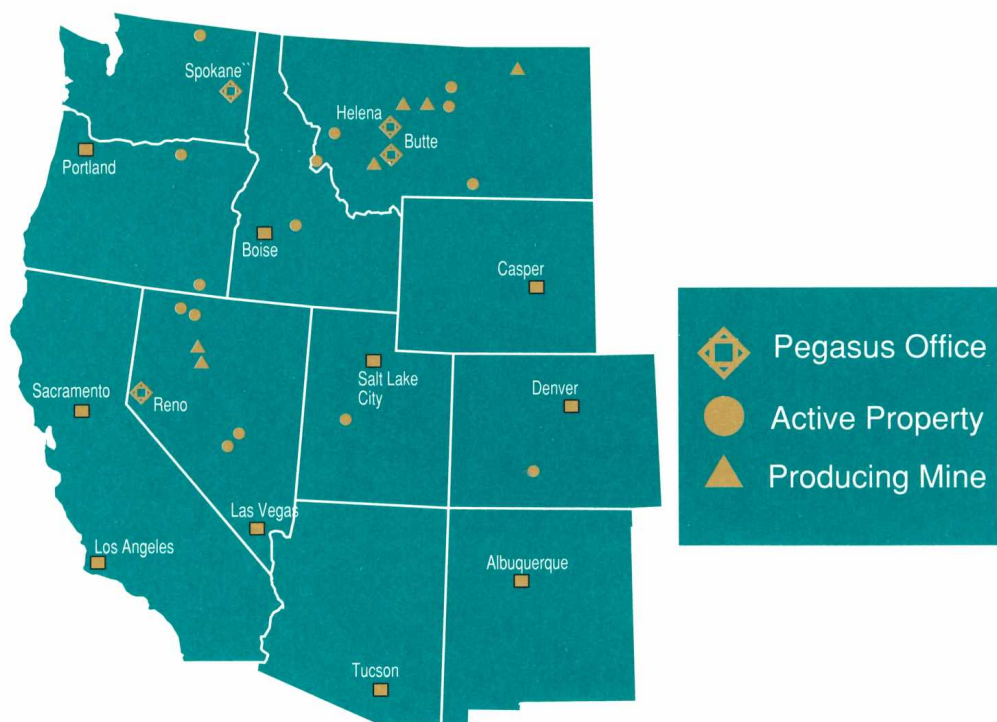 Spokane``
Helena
Butte
Portland
Boise
Casper
Sacramento
Reno
Salt Lake
City
Denver
Las Vegas
Los Angeles
Albuquerque
Tucson
Pegasus Office
Active Property
Producing Mine